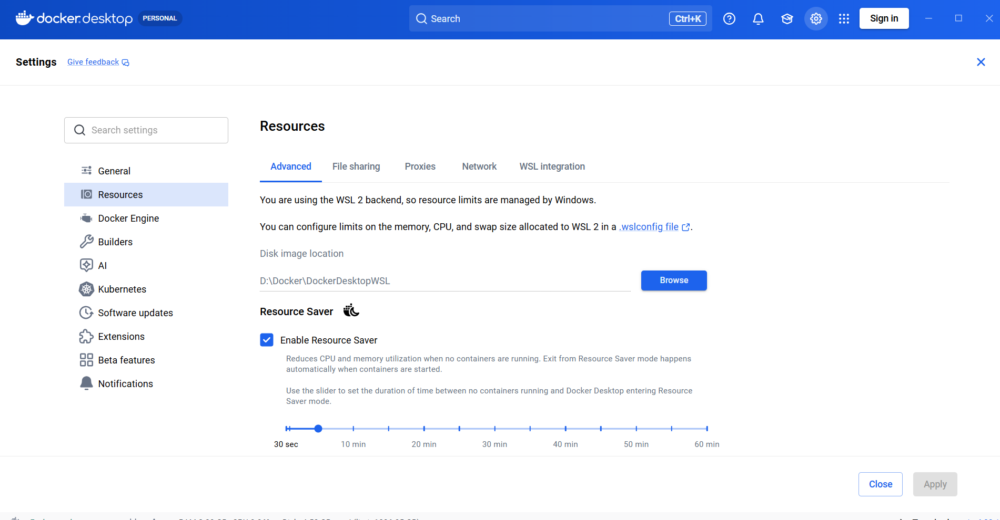 docker.desktop PERSONAL
Search
Ctrl+K
Sign in
Settings
Give feedback
Search settings
General
Resources
Docker Engine
Builders
AI
Kubernetes
Software updates
Extensions
Beta features
Notifications
Resources
Advanced File sharing Proxies Network WSL integration
You are using the WSL 2 backend, so resource limits are managed by Windows.
You can configure limits on the memory, CPU, and swap size allocated to WSL 2 in a .wslconfig file.
Disk image location
D:\Docker\DockerDesktopWSL
Browse
Resource Saver
Enable Resource Saver
Reduces CPU and memory utilization when no containers are running. Exit from Resource Saver mode happens
automatically when containers are started.
Use the slider to set the duration of time between no containers running and Docker Desktop entering Resource
Saver mode.
30 sec 10 min 20 min 30 min 40 min 50 min 60 min
Close
Apply